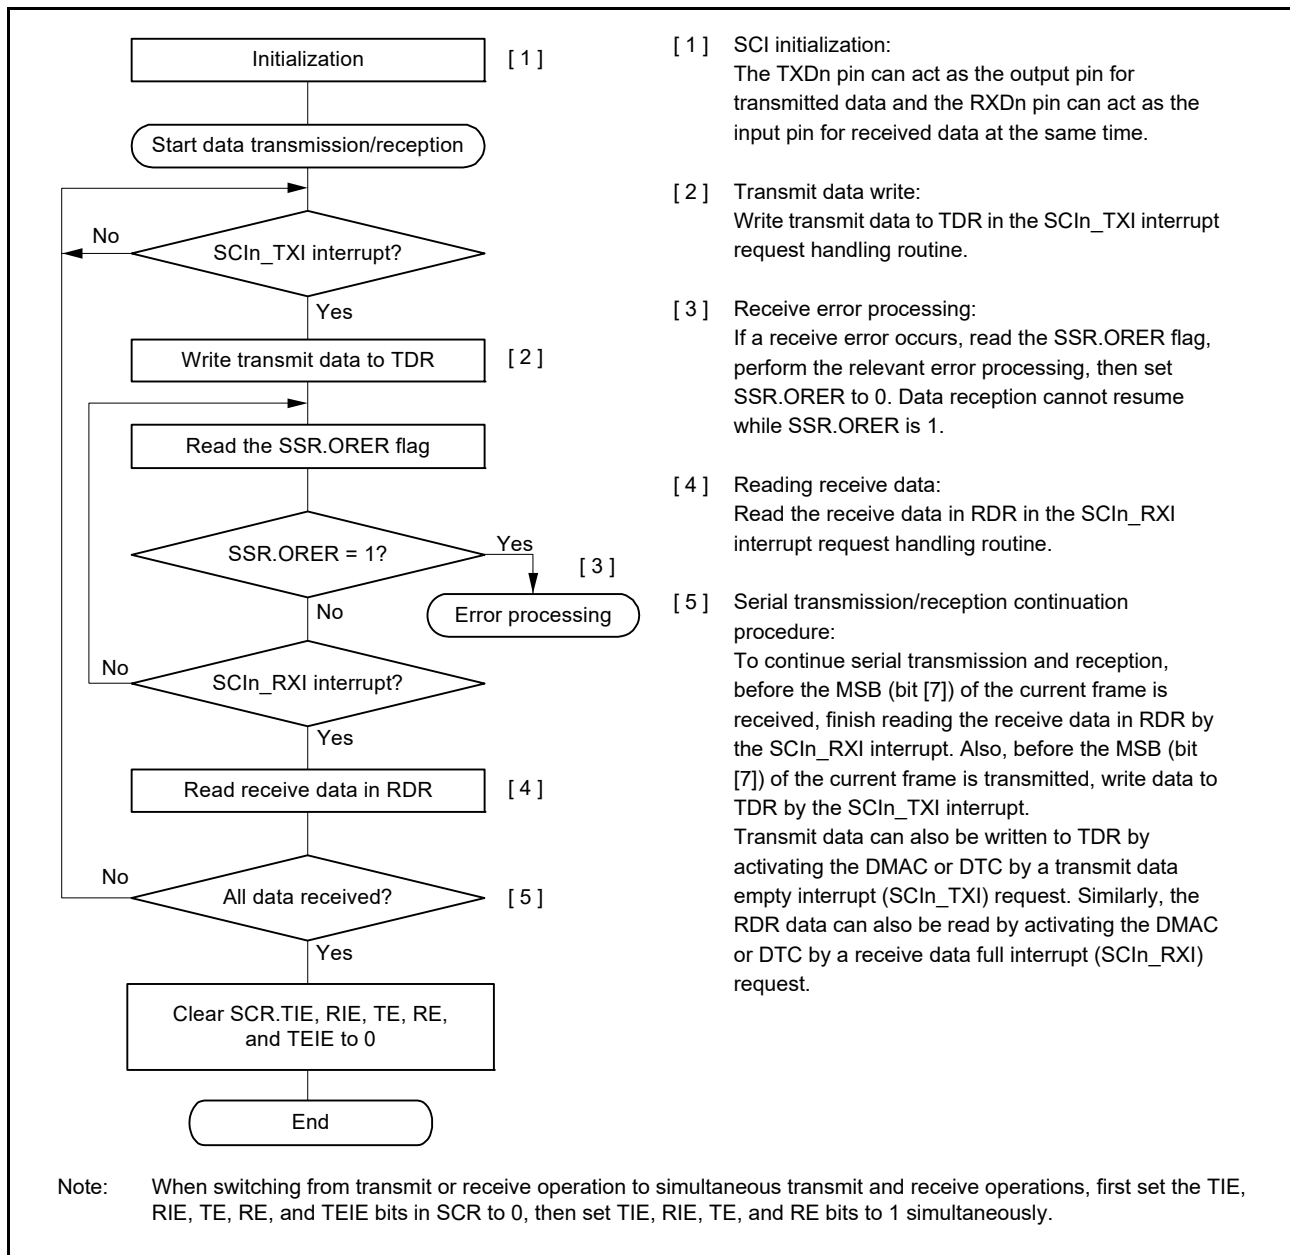 Initialization
[ 1 ]
Start data transmission/reception
No
SCIn_TXI interrupt?
Yes
Write transmit data to TDR
[ 2 ]
Read the SSR.ORER flag
SSR.ORER = 1?
Yes
[ 3 ]
Error processing
No
No
SCIn_RXI interrupt?
Yes
Read receive data in RDR
[ 4 ]
No
All data received?
[ 5 ]
Yes
Clear SCR.TIE, RIE, TE, RE,
and TEIE to 0
End
[ 1 ] SCI initialization:
The TXDn pin can act as the output pin for
transmitted data and the RXDn pin can act as the
input pin for received data at the same time.
[ 2 ] Transmit data write:
Write transmit data to TDR in the SCIn_TXI interrupt
request handling routine.
[ 3 ] Receive error processing:
If a receive error occurs, read the SSR.ORER flag,
perform the relevant error processing, then set
SSR.ORER to 0. Data reception cannot resume
while SSR.ORER is 1.
[ 4 ] Reading receive data:
Read the receive data in RDR in the SCIn_RXI
interrupt request handling routine.
[ 5 ] Serial transmission/reception continuation
procedure:
To continue serial transmission and reception,
before the MSB (bit [7]) of the current frame is
received, finish reading the receive data in RDR by
the SCIn_RXI interrupt. Also, before the MSB (bit
[7]) of the current frame is transmitted, write data to
TDR by the SCIn_TXI interrupt.
Transmit data can also be written to TDR by
activating the DMAC or DTC by a transmit data
empty interrupt (SCIn_TXI) request. Similarly, the
RDR data can also be read by activating the DMAC
or DTC by a receive data full interrupt (SCIn_RXI)
request.
Note: When switching from transmit or receive operation to simultaneous transmit and receive operations, first set the TIE,
RIE, TE, RE, and TEIE bits in SCR to 0, then set TIE, RIE, TE, and RE bits to 1 simultaneously.